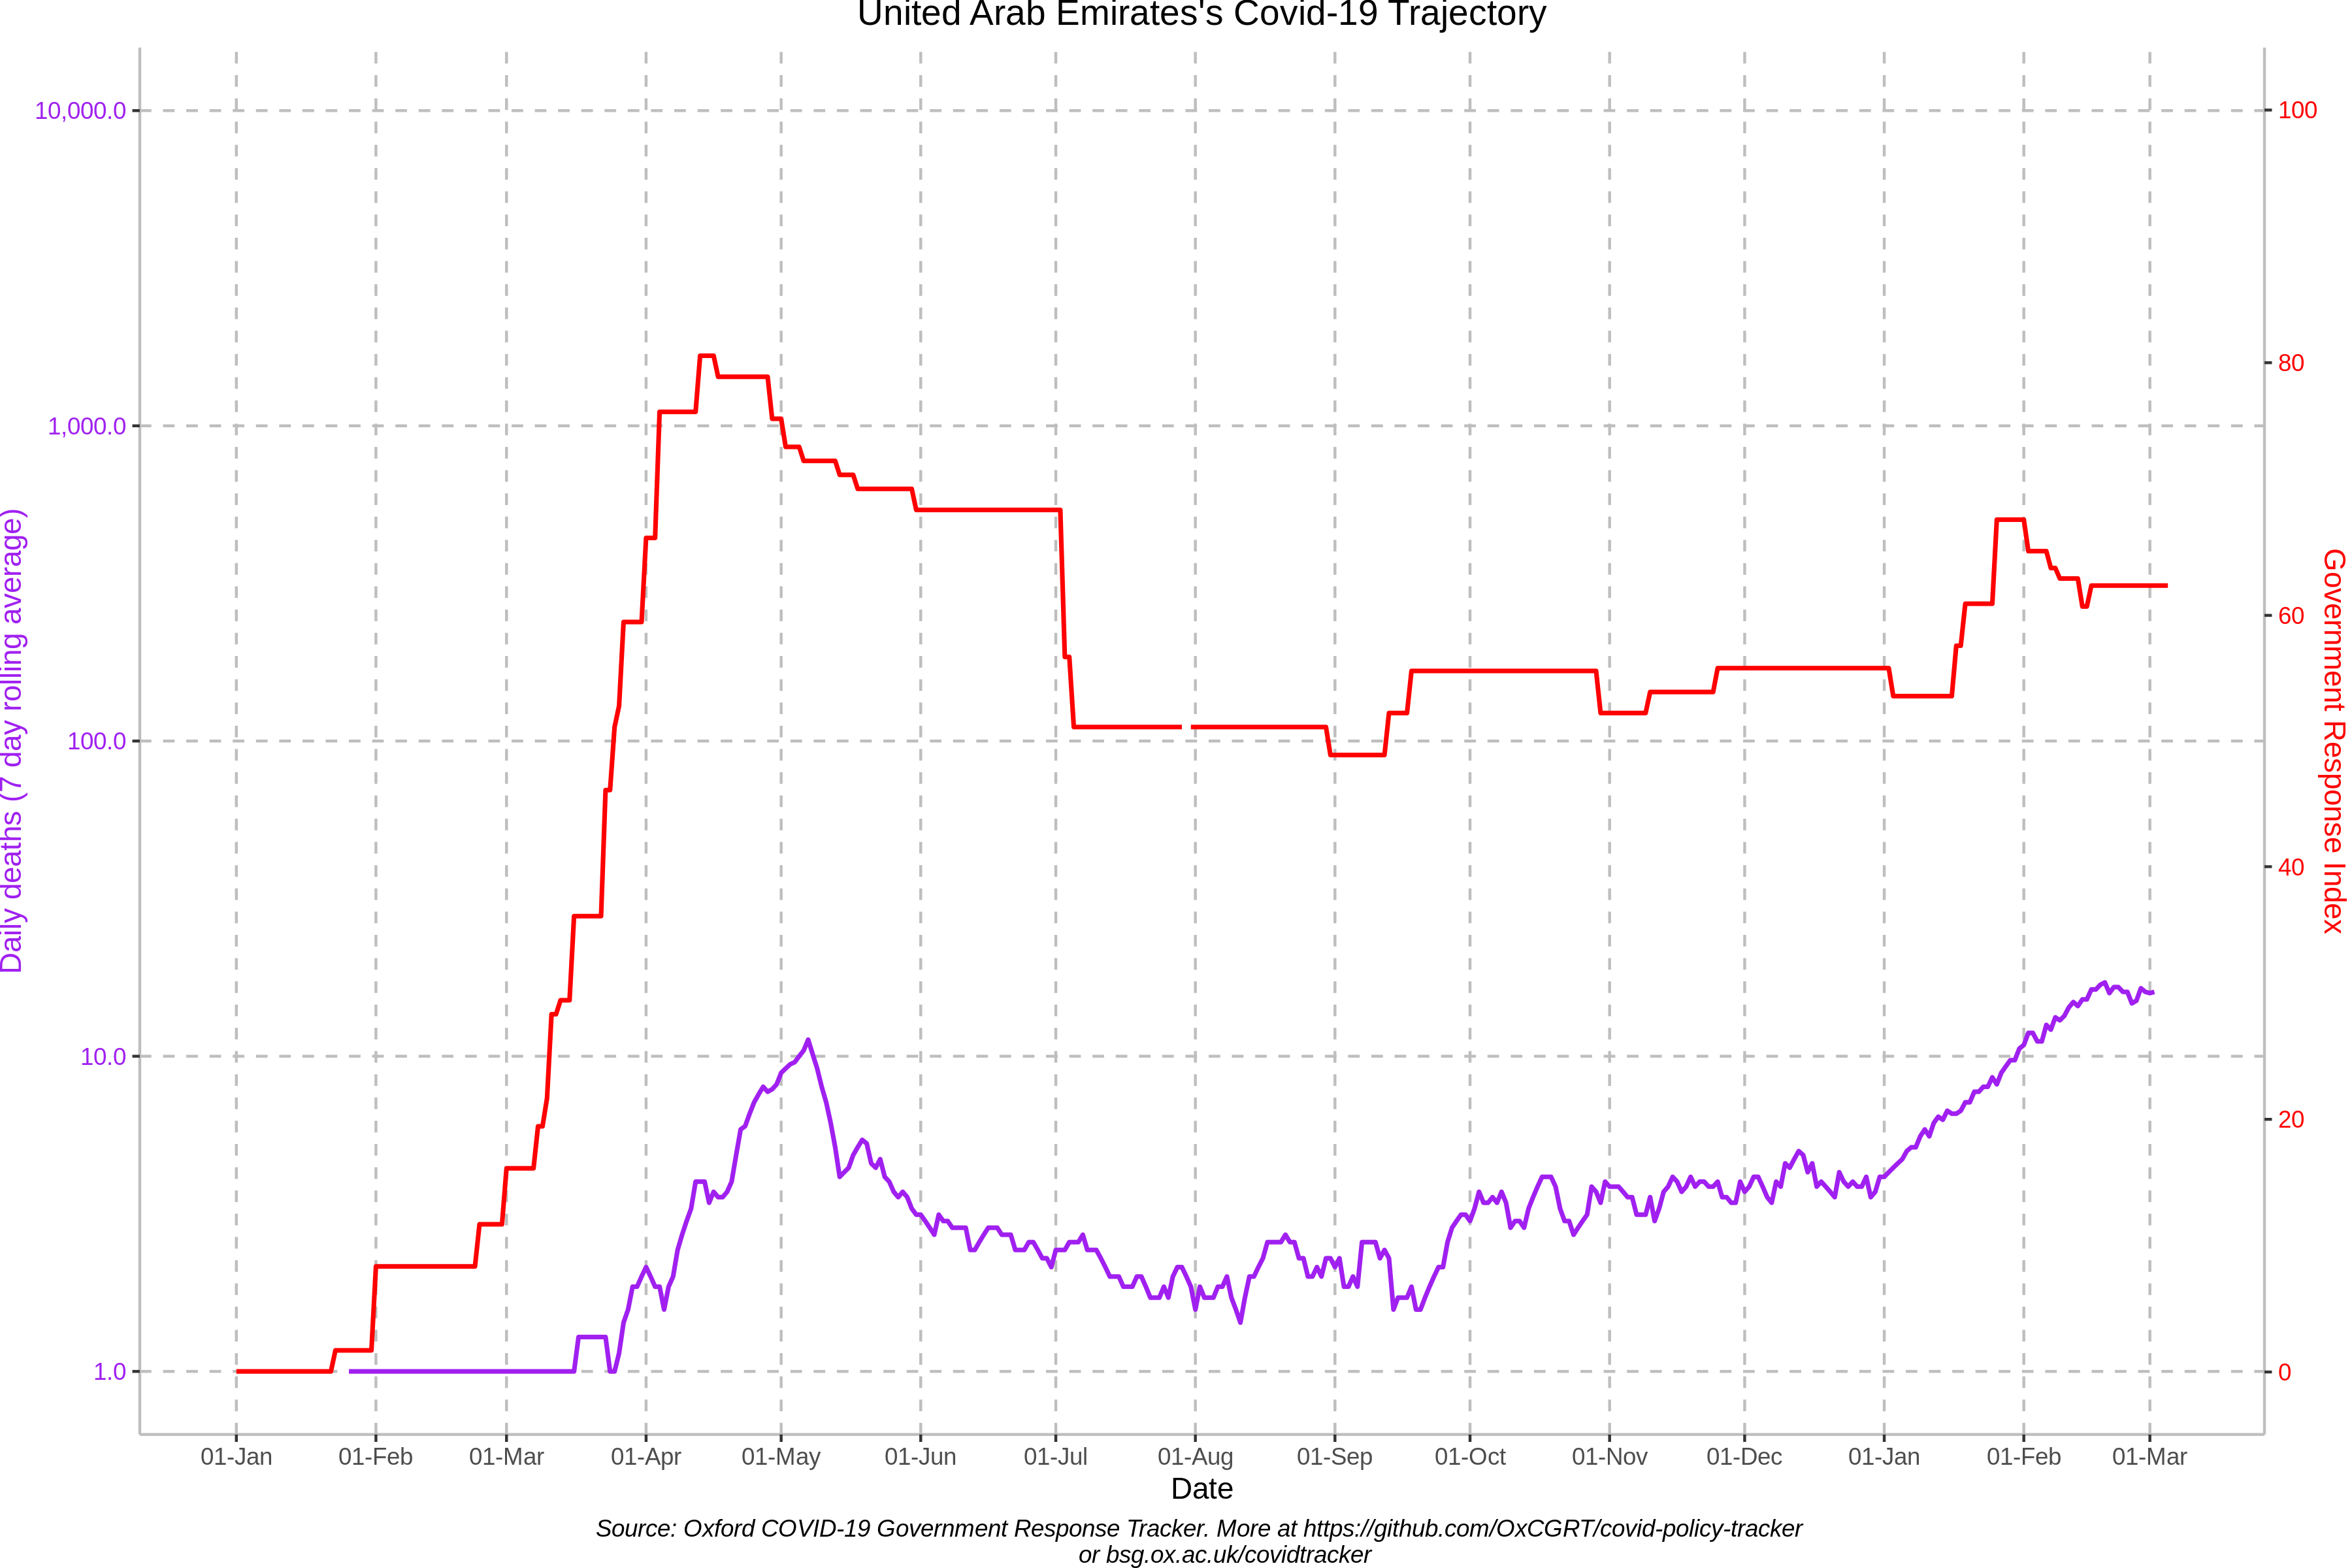 United Arab Emirates's Covid-19 Trajectory
10,000.0
1,000.0
100.0
10.0
1.0
Daily deaths (7 day rolling average)
100
80
60
40
20
0
Government Response Index
01-Jan 01-Feb 01-Mar 01-Apr 01-May 01-Jun 01-Jul 01-Aug 01-Sep 01-Oct 01-Nov 01-Dec 01-Jan 01-Feb 01-Mar
Date
Source: Oxford COVID-19 Government Response Tracker. More at https://github.com/OxCGRT/covid-policy-tracker
or bsg.ox.ac.uk/covidtracker